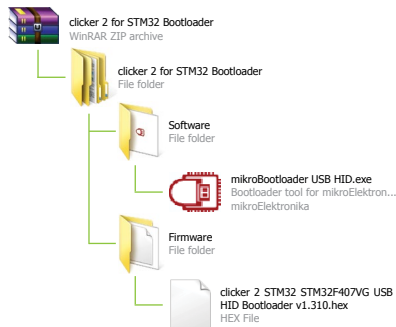 clicker 2 for STM32 Bootloader
WinRAR ZIP archive
clicker 2 for STM32 Bootloader
File folder
Software
File folder
mikroBootloader USB HID.exe
Bootloader tool for mikroElektron...
mikroElektronika
Firmware
File folder
clicker 2 STM32 STM32F407VG USB
HID Bootloader v1.310.hex
HEX File